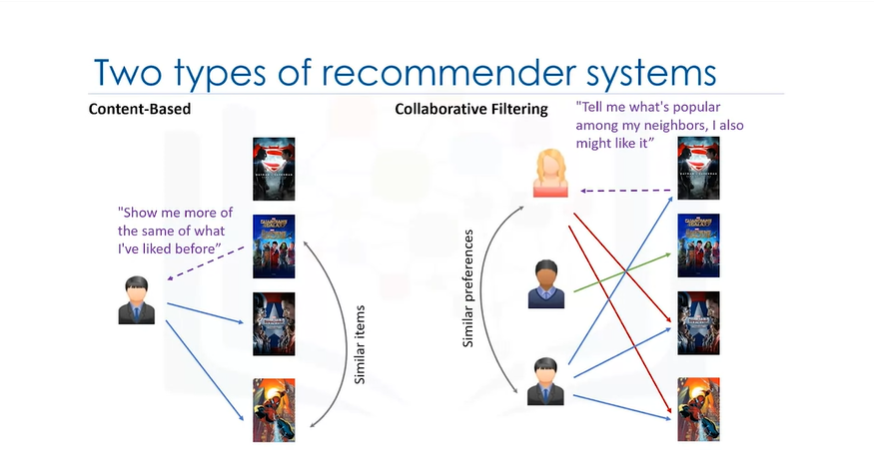 Two types of recommender systems
Content-Based
"Show me more of
the same of what
I've liked before”
Similar items
Collaborative Filtering
"Tell me what's popular
among my neighbors, I also
might like it”
Similar preferences